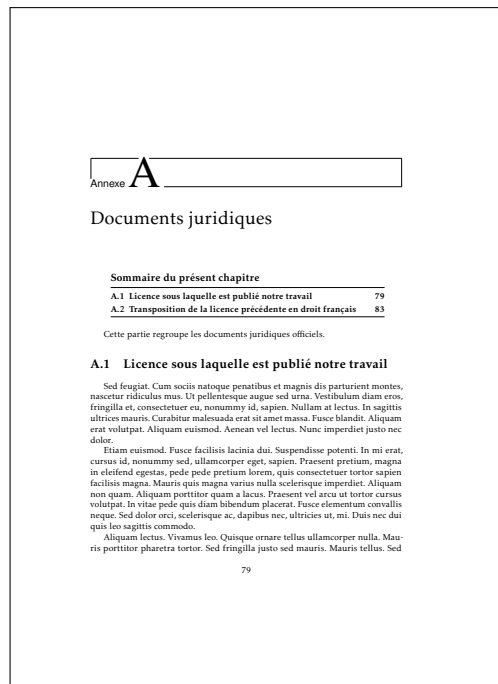 Annexe A
Documents juridiques
Sommaire du présent chapitre
A.1 Licence sous laquelle est publié notre travail 79
A.2 Transposition de la licence précédente en droit français 83
Cette partie regroupe les documents juridiques officiels.
A.1 Licence sous laquelle est publié notre travail
Sed feugiat. Cum sociis natoque penatibus et magnis dis parturient montes,
nascetur ridiculus mus. Ut pellentesque augue sed urna. Vestibulum diam eros,
fringilla et, consectetuer eu, nonummy id, sapien. Nullam at lectus. In sagittis
ultrices mauris. Curabitur malesuada erat sit amet massa. Fusce blandit. Aliquam
erat volutpat. Aliquam euismod. Aenean vel lectus. Nunc imperdiet justo nec
dolor.
Etiam euismod. Fusce facilisis lacinia dui. Suspendisse potenti. In mi erat,
cursus id, nonummy sed, ullamcorper eget, sapien. Praesent pretium, magna
in eleifend egestas, pede pede pretium lorem, quis consectetuer tortor sapien
facilisis magna. Mauris quis magna varius nulla scelerisque imperdiet. Aliquam
non quam. Aliquam porttitor quam a lacus. Praesent vel arcu ut tortor cursus
volutpat. In vitae pede quis diam bibendum placerat. Fusce elementum convallis
neque. Sed dolor orci, scelerisque ac, dapibus nec, ultricies ut, mi. Duis nec dui
quis leo sagittis commodo.
Aliquam lectus. Vivamus leo. Quisque ornare tellus ullamcorper nulla. Mau-
ris porttitor pharetra tortor. Sed fringilla justo sed mauris. Mauris tellus. Sed
79